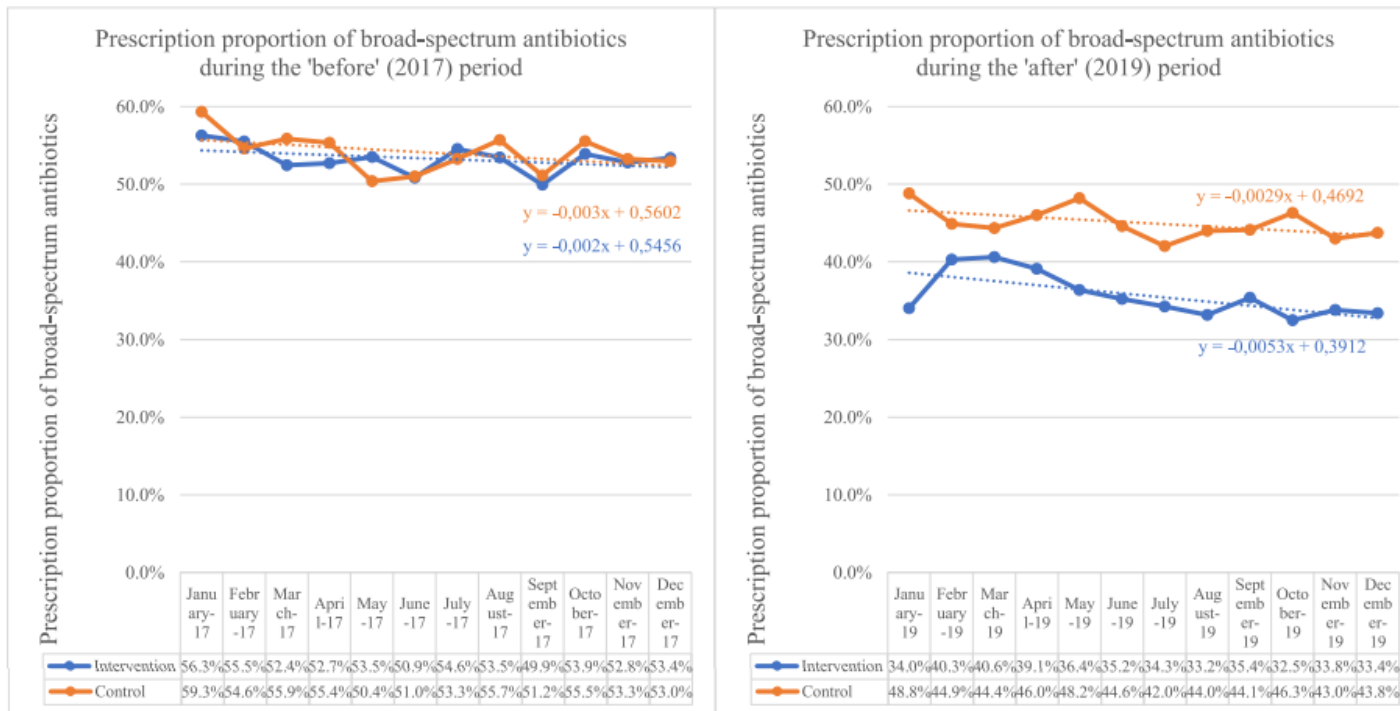 Prescription proportion of broad-spectrum antibiotics
during the 'before' (2017) period
Prescription proportion of broad-spectrum antibiotics
60.0%
50.0%
40.0%
30.0%
20.0%
10.0%
0.0%
y = -0,003x + 0,5602
y = -0,002x + 0,5456
Janu Febr Mar Apri May June July Aug Sept Octo Nov Dec
ary- uary ch- l-17 -17 -17 -17 ust- emb ber- emb emb
17 -17 17 17 er- 17 er- er-
17 17 17
Intervention 56.3% 55.5% 52.4% 52.7% 53.5% 50.9% 54.6% 53.5% 49.9% 53.9% 52.8% 53.4%
Control 59.3% 54.6% 55.9% 55.4% 50.4% 51.0% 53.3% 55.7% 51.2% 55.5% 53.3% 53.0%
Prescription proportion of broad-spectrum antibiotics
during the 'after' (2019) period
Prescription proportion of broad-spectrum antibiotics
60.0%
50.0%
40.0%
30.0%
20.0%
10.0%
0.0%
y = -0,0029x + 0,4692
y = -0,0053x + 0,3912
Janu Febr Mar Apri May June July Aug Sept Octo Nov Dec
ary- uary ch- l-19 -19 -19 -19 ust- emb ber- emb emb
19 -19 19 19 er- 19 er- er-
19 19 19
Intervention 34.0% 40.3% 40.6% 39.1% 36.4% 35.2% 34.3% 33.2% 35.4% 32.5% 33.8% 33.4%
Control 48.8% 44.9% 44.4% 46.0% 48.2% 44.6% 42.0% 44.0% 44.1% 46.3% 43.0% 43.8%